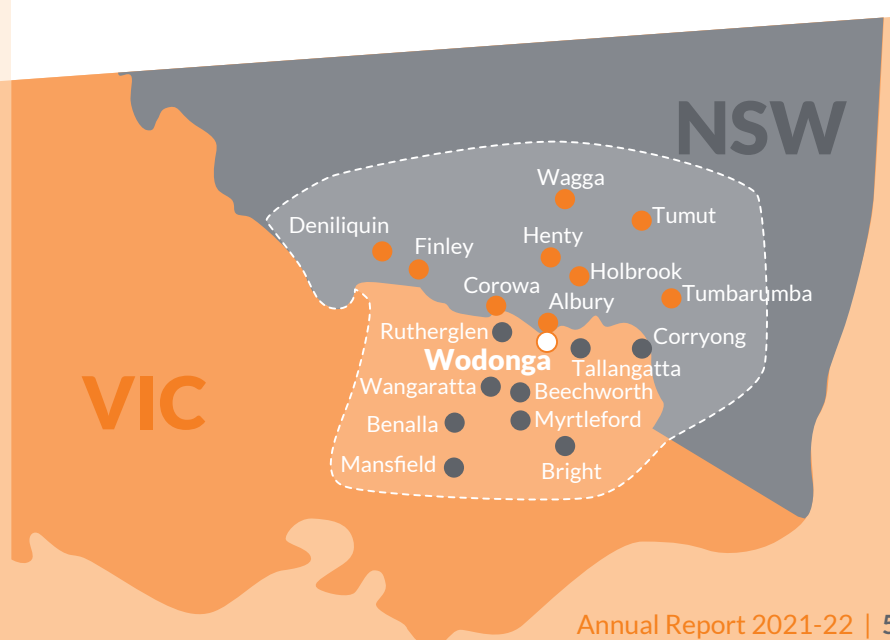 NSW
Wagga
Tumut
Deniliquin
Henty
Finley
Holbrook
Corowa
Tumbarumba
Albury
Rutherglen
Corryong
Wodonga
Tallangatta
VIC
Wangaratta
Beechworth
Benalla
Myrtleford
Mansfield
Bright
Annual Report 2021-22 | 5